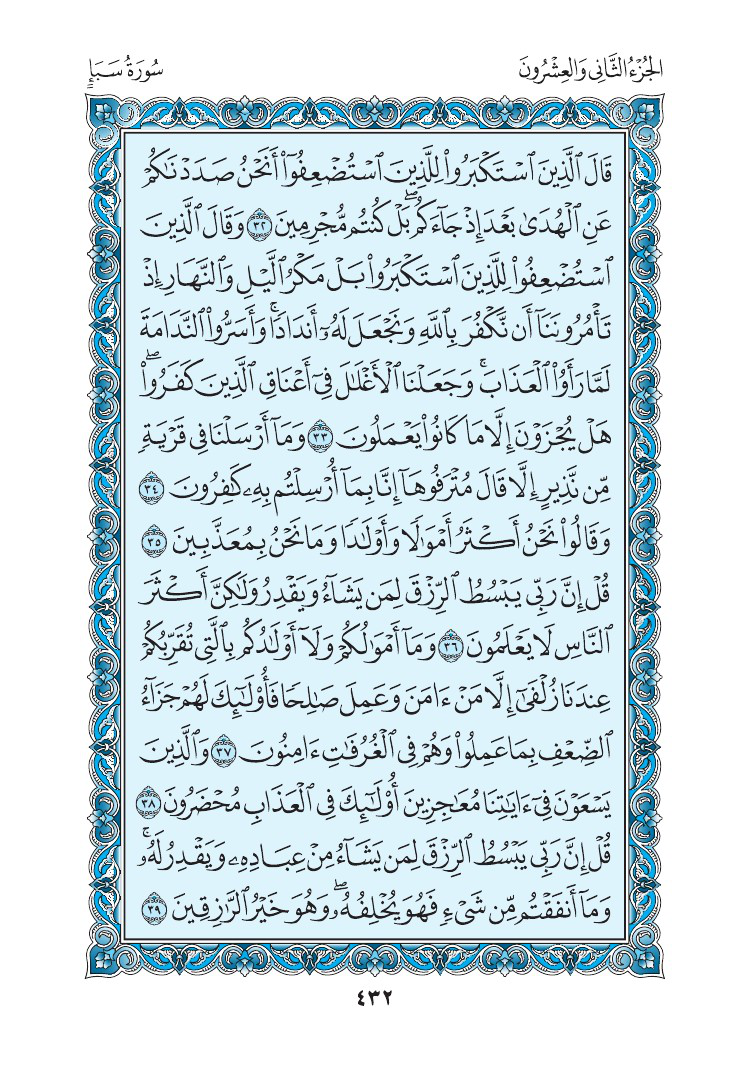 الجُزْءُ الثَّانِي وَالعِشْرُونَ
سُورَةُ سَبَإٍ
قَالَ ٱلَّذِينَ ٱسْتَكْبَرُوا۟ لِلَّذِينَ ٱسْتُضْعِفُوٓا۟ أَنَحْنُ صَدَدْنَٰكُمْ
عَنِ ٱلْهُدَىٰ بَعْدَ إِذْ جَآءَكُمۖ بَلْ كُنتُم مُّجْرِمِينَ ٣٢ وَقَالَ ٱلَّذِينَ
ٱسْتُضْعِفُوا۟ لِلَّذِينَ ٱسْتَكْبَرُوا۟ بَلْ مَكْرُ ٱلَّيْلِ وَٱلنَّهَارِ إِذْ
تَأْمُرُونَنَآ أَن نَّكْفُرَ بِٱللَّهِ وَنَجْعَلَ لَهُۥٓ أَندَادًاۚ وَأَسَرُّوا۟ ٱلنَّدَامَةَ
لَمَّا رَأَوُا۟ ٱلْعَذَابَۚ وَجَعَلْنَا ٱلْأَغْلَٰلَ فِىٓ أَعْنَاقِ ٱلَّذِينَ كَفَرُوا۟ۖ
هَلْ يُجْزَوْنَ إِلَّا مَا كَانُوا۟ يَعْمَلُونَ ٣٣ وَمَآ أَرْسَلْنَا فِى قَرْيَةٍ
مِّن نَّذِيرٍ إِلَّا قَالَ مُتْرَفُوهَآ إِنَّا بِمَآ أُرْسِلْتُم بِهِۦ كَٰفِرُونَ ٣٤
وَقَالُوا۟ نَحْنُ أَكْثَرُ أَمْوَٰلًا وَأَوْلَٰدًا وَمَا نَحْنُ بِمُعَذَّبِينَ ٣٥
قُلْ إِنَّ رَبِّى يَبْسُطُ ٱلرِّزْقَ لِمَن يَشَآءُ وَيَقْدِرُ وَلَٰكِنَّ أَكْثَرَ
ٱلنَّاسِ لَا يَعْلَمُونَ ٣٦ وَمَآ أَمْوَٰلُكُمْ وَلَآ أَوْلَٰدُكُم بِٱلَّتِى تُقَرِّبُكُمْ
عِندَنَا زُلْفَىٰٓ إِلَّا مَنْ ءَامَنَ وَعَمِلَ صَٰلِحًا فَأُو۟لَٰٓئِكَ لَهُمْ جَزَآءُ
ٱلضِّعْفِ بِمَا عَمِلُوا۟ وَهُمْ فِى ٱلْغُرُفَٰتِ ءَامِنُونَ ٣٧ وَٱلَّذِينَ
يَسْعَوْنَ فِىٓ ءَايَٰتِنَا مُعَٰجِزِينَ أُو۟لَٰٓئِكَ فِى ٱلْعَذَابِ مُحْضَرُونَ ٣٨
قُلْ إِنَّ رَبِّى يَبْسُطُ ٱلرِّزْقَ لِمَن يَشَآءُ مِنْ عِبَادِهِۦ وَيَقْدِرُ لَهُۥۚ
وَمَآ أَنفَقْتُم مِّن شَىْءٍ فَهُوَ يُخْلِفُهُۥۖ وَهُوَ خَيْرُ ٱلرَّٰزِقِينَ ٣٩
٤٣٢